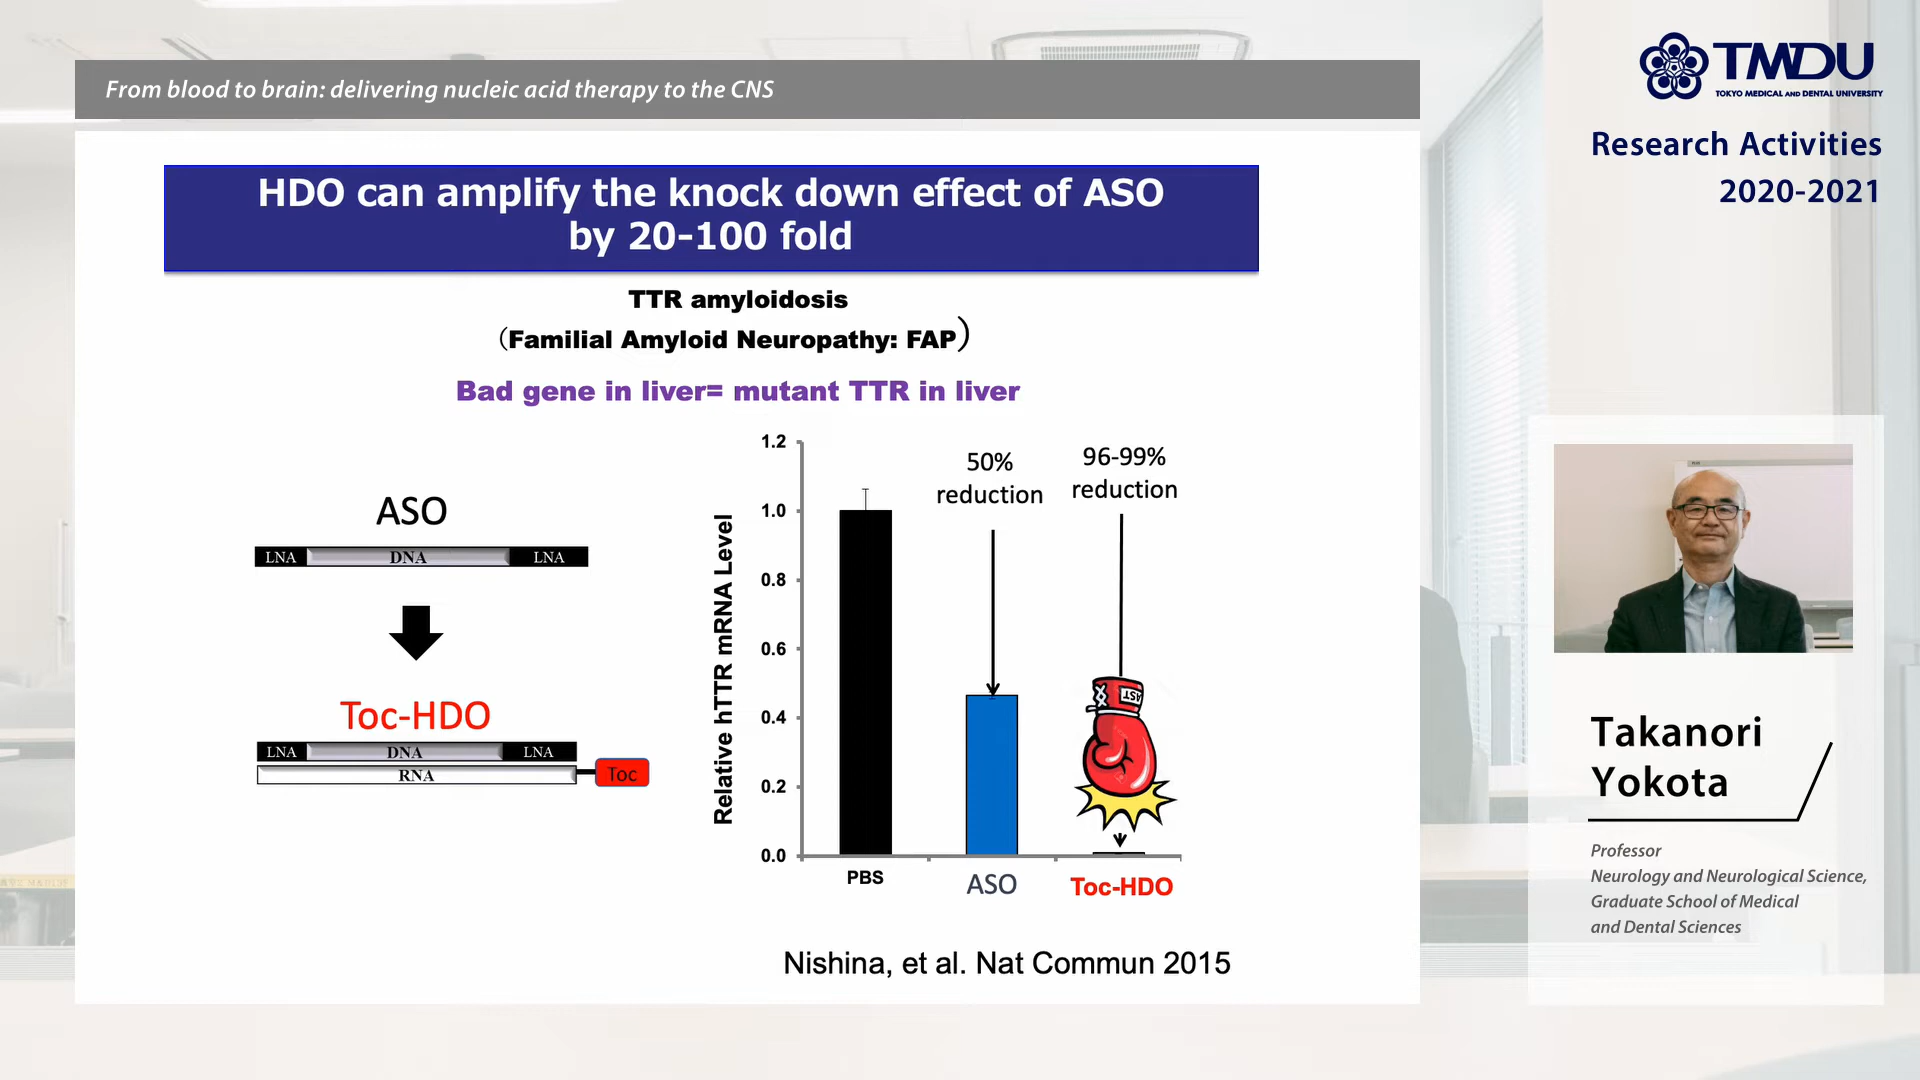 From blood to brain: delivering nucleic acid therapy to the CNS
TMDU
TOKYO MEDICAL AND DENTAL UNIVERSITY
Research Activities
2020-2021
HDO can amplify the knock down effect of ASO
by 20-100 fold
TTR amyloidosis
(Familial Amyloid Neuropathy: FAP)
Bad gene in liver= mutant TTR in liver
ASO
LNA DNA LNA
Toc-HDO
LNA DNA LNA
RNA
Toc
Relative hTTR mRNA Level
1.2
1.0
0.8
0.6
0.4
0.2
0.0
50%
reduction
96-99%
reduction
PBS
ASO
Toc-HDO
Nishina, et al. Nat Commun 2015
Takanori
Yokota
Professor
Neurology and Neurological Science,
Graduate School of Medical
and Dental Sciences